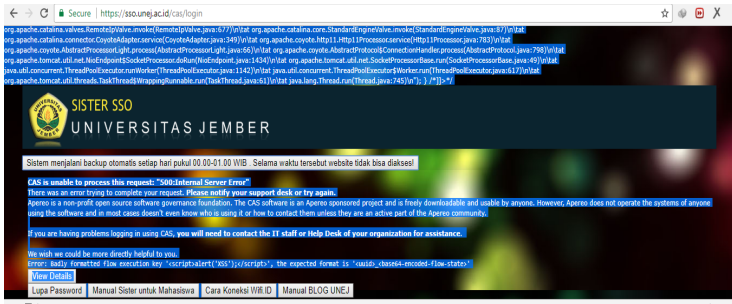 Secure | https://sso.unej.ac.id/cas/login
org.apache.catalina.valves.RemoteIpValve.invoke(RemoteIpValve.java:677)\n\tat org.apache.catalina.core.StandardEngineValve.invoke(StandardEngineValve.java:87)\n\tat
org.apache.catalina.connector.CoyoteAdapter.service(CoyoteAdapter.java:349)\n\tat org.apache.coyote.http11.Http11Processor.service(Http11Processor.java:783)\n\tat
org.apache.coyote.AbstractProcessorLight.process(AbstractProcessorLight.java:66)\n\tat org.apache.coyote.AbstractProtocol$ConnectionHandler.process(AbstractProtocol.java:798)\n\tat
org.apache.tomcat.util.net.NioEndpoint$SocketProcessor.doRun(NioEndpoint.java:1434)\n\tat org.apache.tomcat.util.net.SocketProcessorBase.run(SocketProcessorBase.java:49)\n\tat
java.util.concurrent.ThreadPoolExecutor.runWorker(ThreadPoolExecutor.java:1142)\n\tat java.util.concurrent.ThreadPoolExecutor$Worker.run(ThreadPoolExecutor.java:617)\n\tat
org.apache.tomcat.util.threads.TaskThread$WrappingRunnable.run(TaskThread.java:61)\n\tat java.lang.Thread.run(Thread.java:745)\n"); } /*]]>*/
SISTER SSO
UNIVERSITAS JEMBER
Sistem menjalani backup otomatis setiap hari pukul 00.00-01.00 WIB . Selama waktu tersebut website tidak bisa diakses!
CAS is unable to process this request: "500:Internal Server Error"
There was an error trying to complete your request. Please notify your support desk or try again.
Apereo is a non-profit open source software governance foundation. The CAS software is an Apereo sponsored project and is freely downloadable and usable by anyone. However, Apereo does not operate the systems of anyone
using the software and in most cases doesn't even know who is using it or how to contact them unless they are an active part of the Apereo community.
If you are having problems logging in using CAS, you will need to contact the IT staff or Help Desk of your organization for assistance.
We wish we could be more directly helpful to you.
Error: Badly formatted flow execution key '<script>alert('XSS');</script>', the expected format is '<uuid>_<base64-encoded-flow-state>'
View Details
Lupa Password Manual Sister untuk Mahasiswa Cara Koneksi Wifi.ID Manual BLOG UNEJ